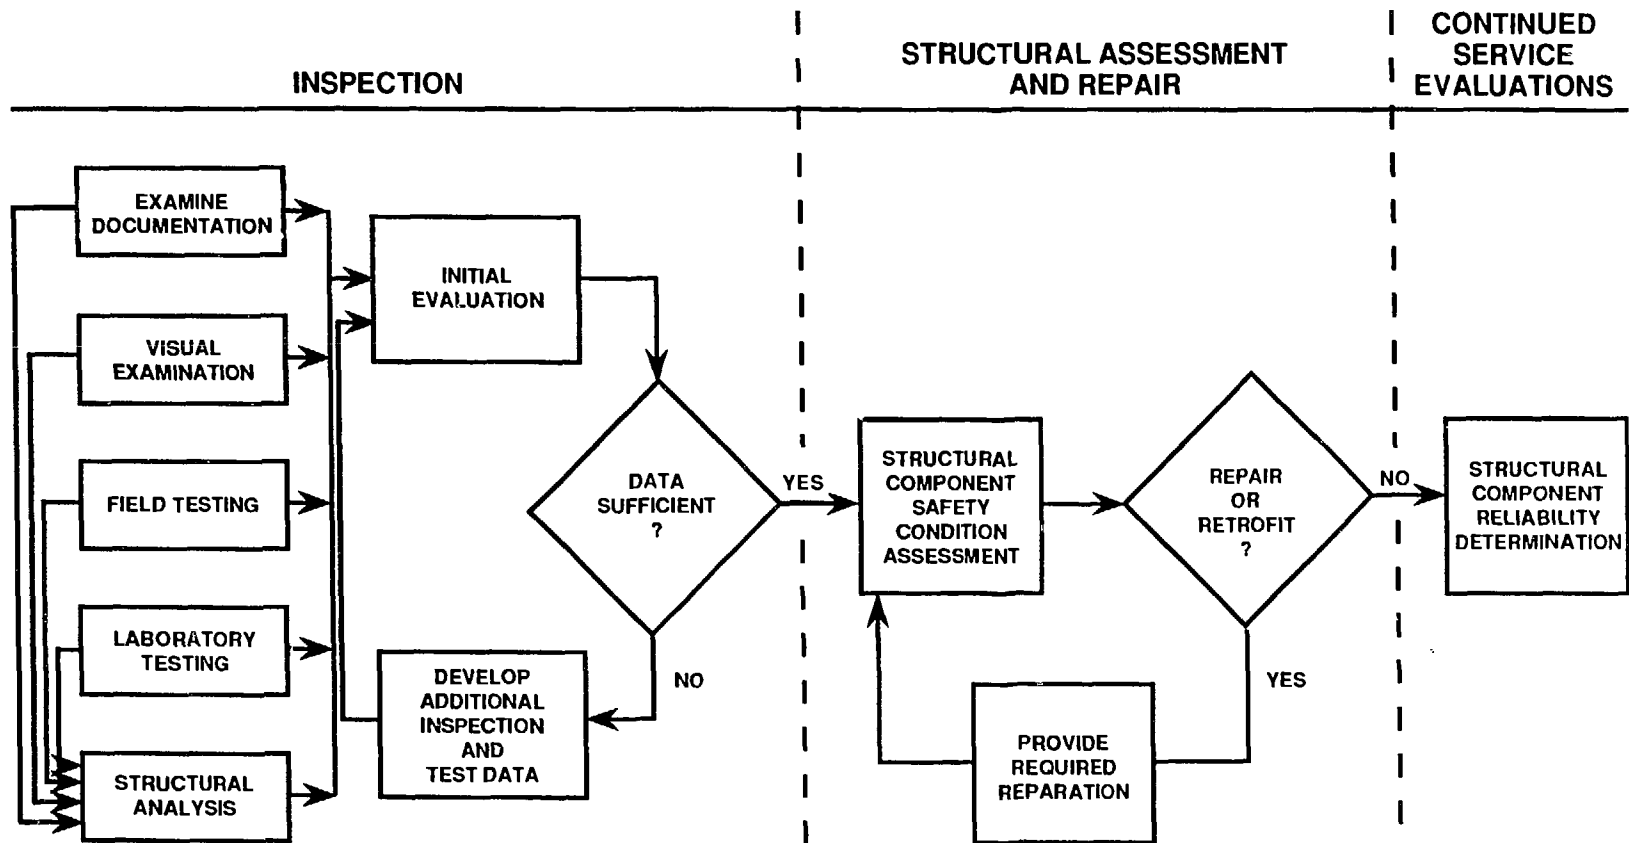 INSPECTION
STRUCTURAL ASSESSMENT
AND REPAIR
CONTINUED
SERVICE
EVALUATIONS
EXAMINE
DOCUMENTATION
VISUAL
EXAMINATION
FIELD TESTING
LABORATORY
TESTING
STRUCTURAL
ANALYSIS
INITIAL
EVALUATION
DATA
SUFFICIENT
?
NO
DEVELOP
ADDITIONAL
INSPECTION
AND
TEST DATA
YES
STRUCTURAL
COMPONENT
SAFETY
CONDITION
ASSESSMENT
REPAIR
OR
RETROFIT
?
YES
PROVIDE
REQUIRED
REPARATION
NO
STRUCTURAL
COMPONENT
RELIABILITY
DETERMINATION